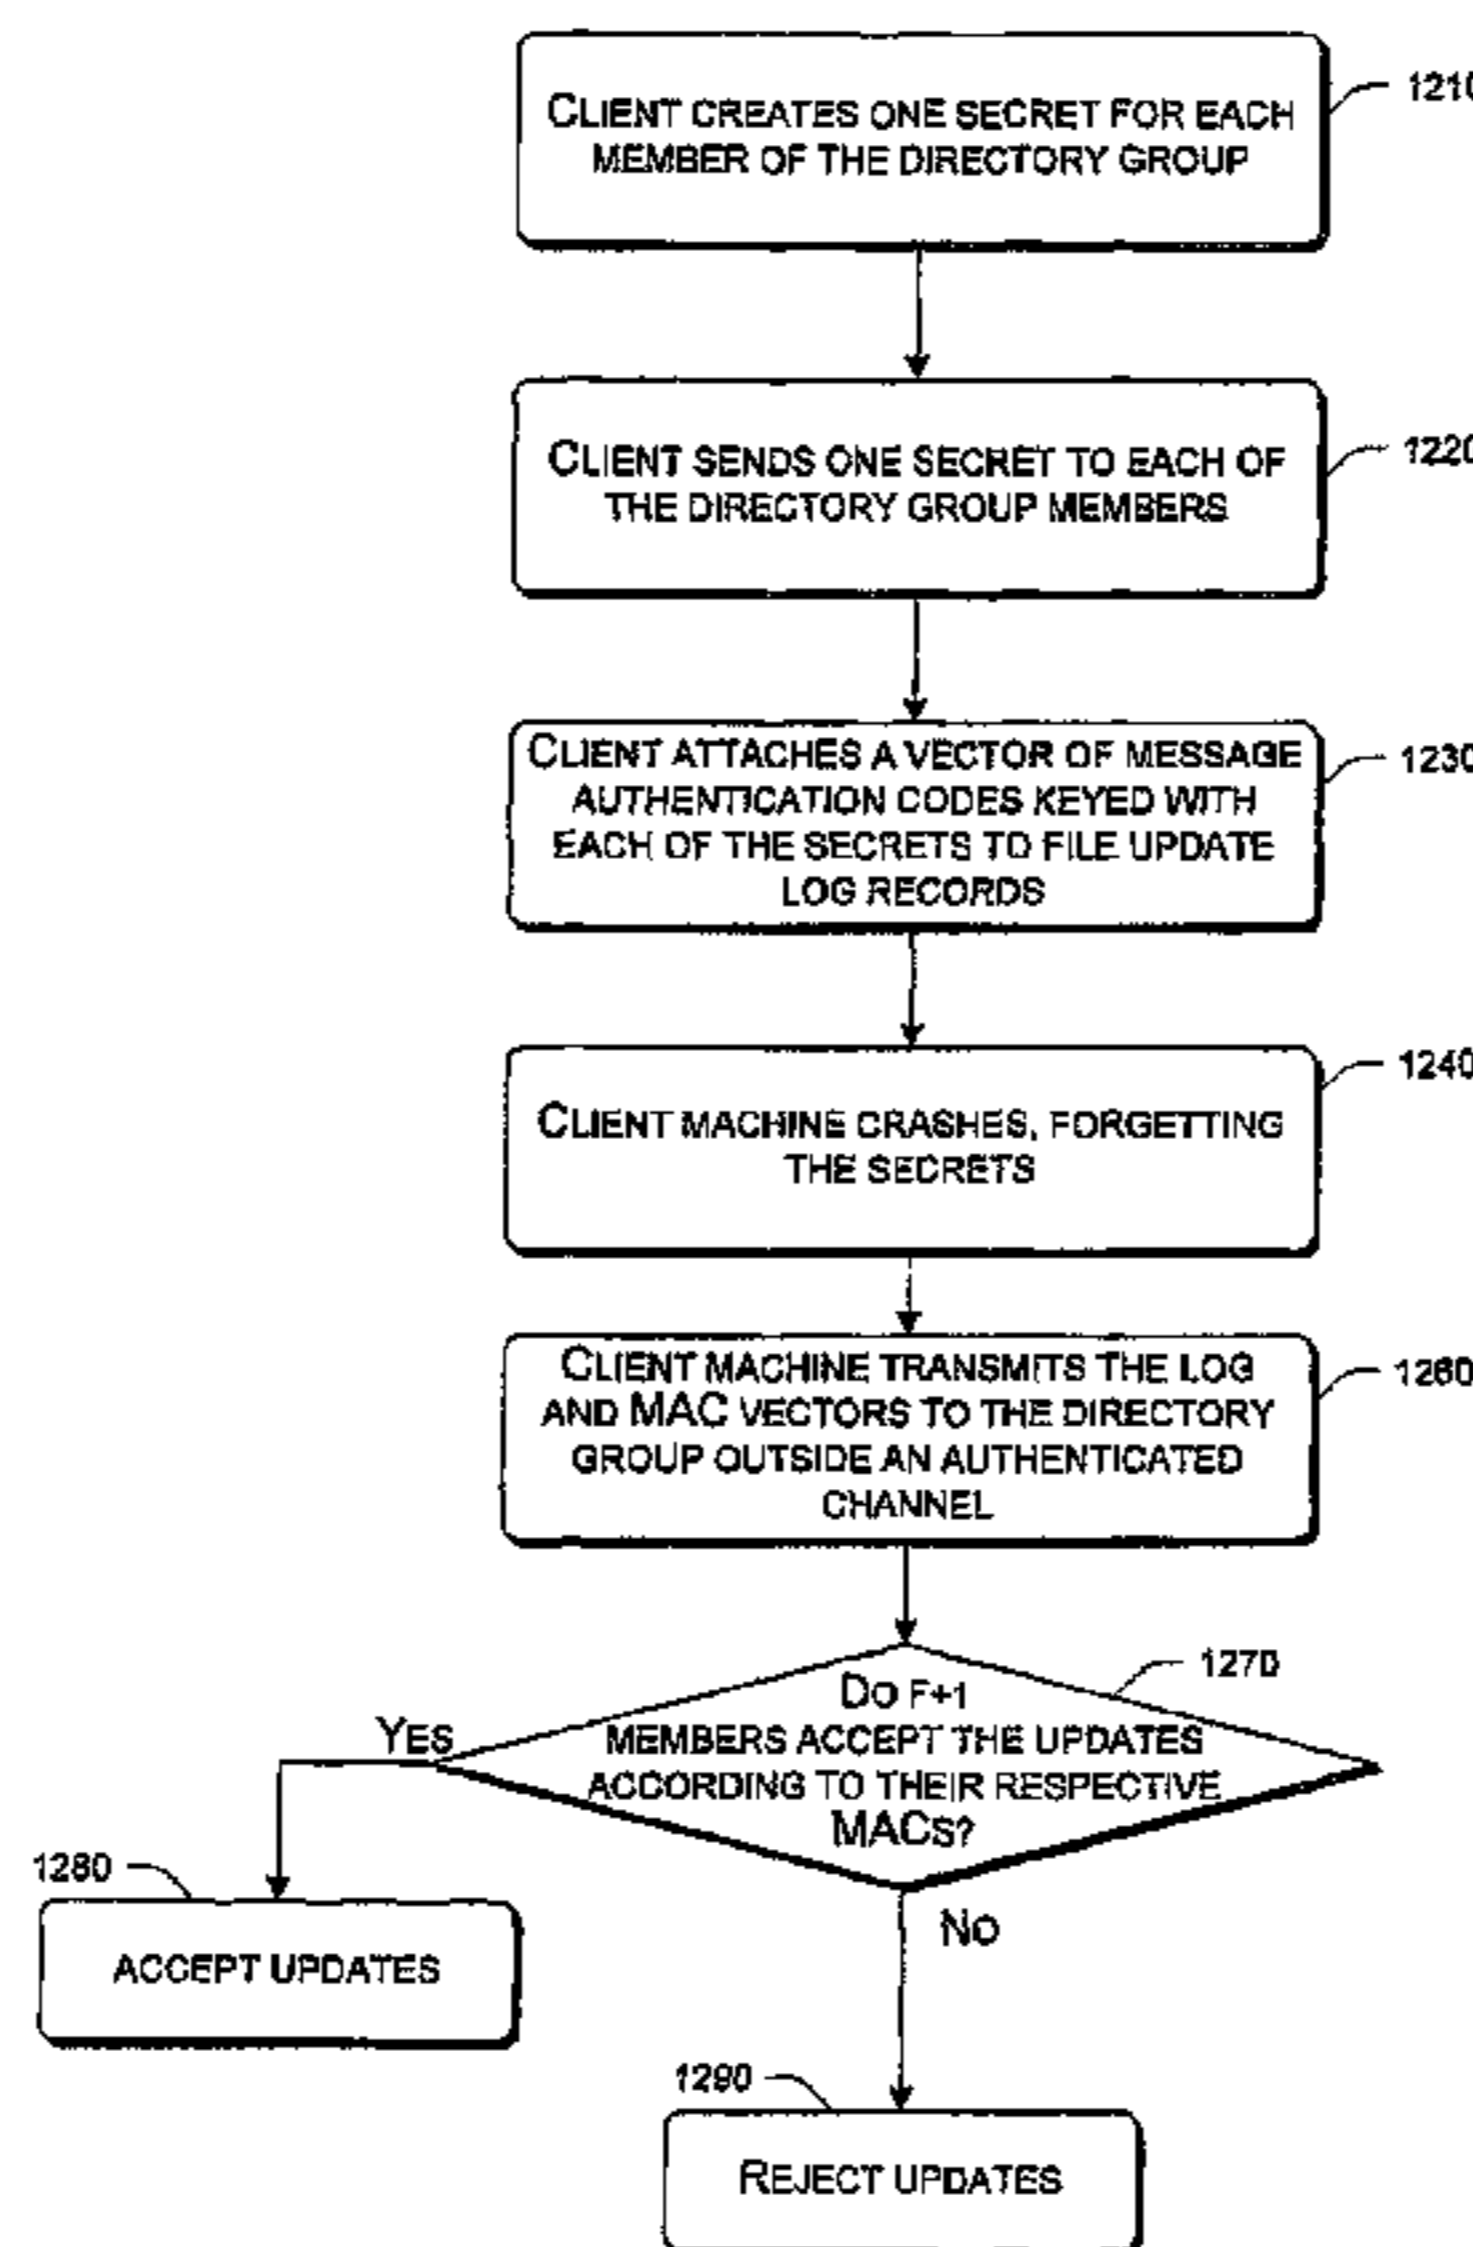 CLIENT CREATES ONE SECRET FOR EACH
MEMBER OF THE DIRECTORY GROUP
1210
CLIENT SENDS ONE SECRET TO EACH OF
THE DIRECTORY GROUP MEMBERS
1220
CLIENT ATTACHES A VECTOR OF MESSAGE
AUTHENTICATION CODES KEYED WITH
EACH OF THE SECRETS TO FILE UPDATE
LOG RECORDS
1230
CLIENT MACHINE CRASHES, FORGETTING
THE SECRETS
1240
CLIENT MACHINE TRANSMITS THE LOG
AND MAC VECTORS TO THE DIRECTORY
GROUP OUTSIDE AN AUTHENTICATED
CHANNEL
1260
DO F+1
MEMBERS ACCEPT THE UPDATES
ACCORDING TO THEIR RESPECTIVE
MACS?
1270
YES
NO
1280
ACCEPT UPDATES
1290
REJECT UPDATES